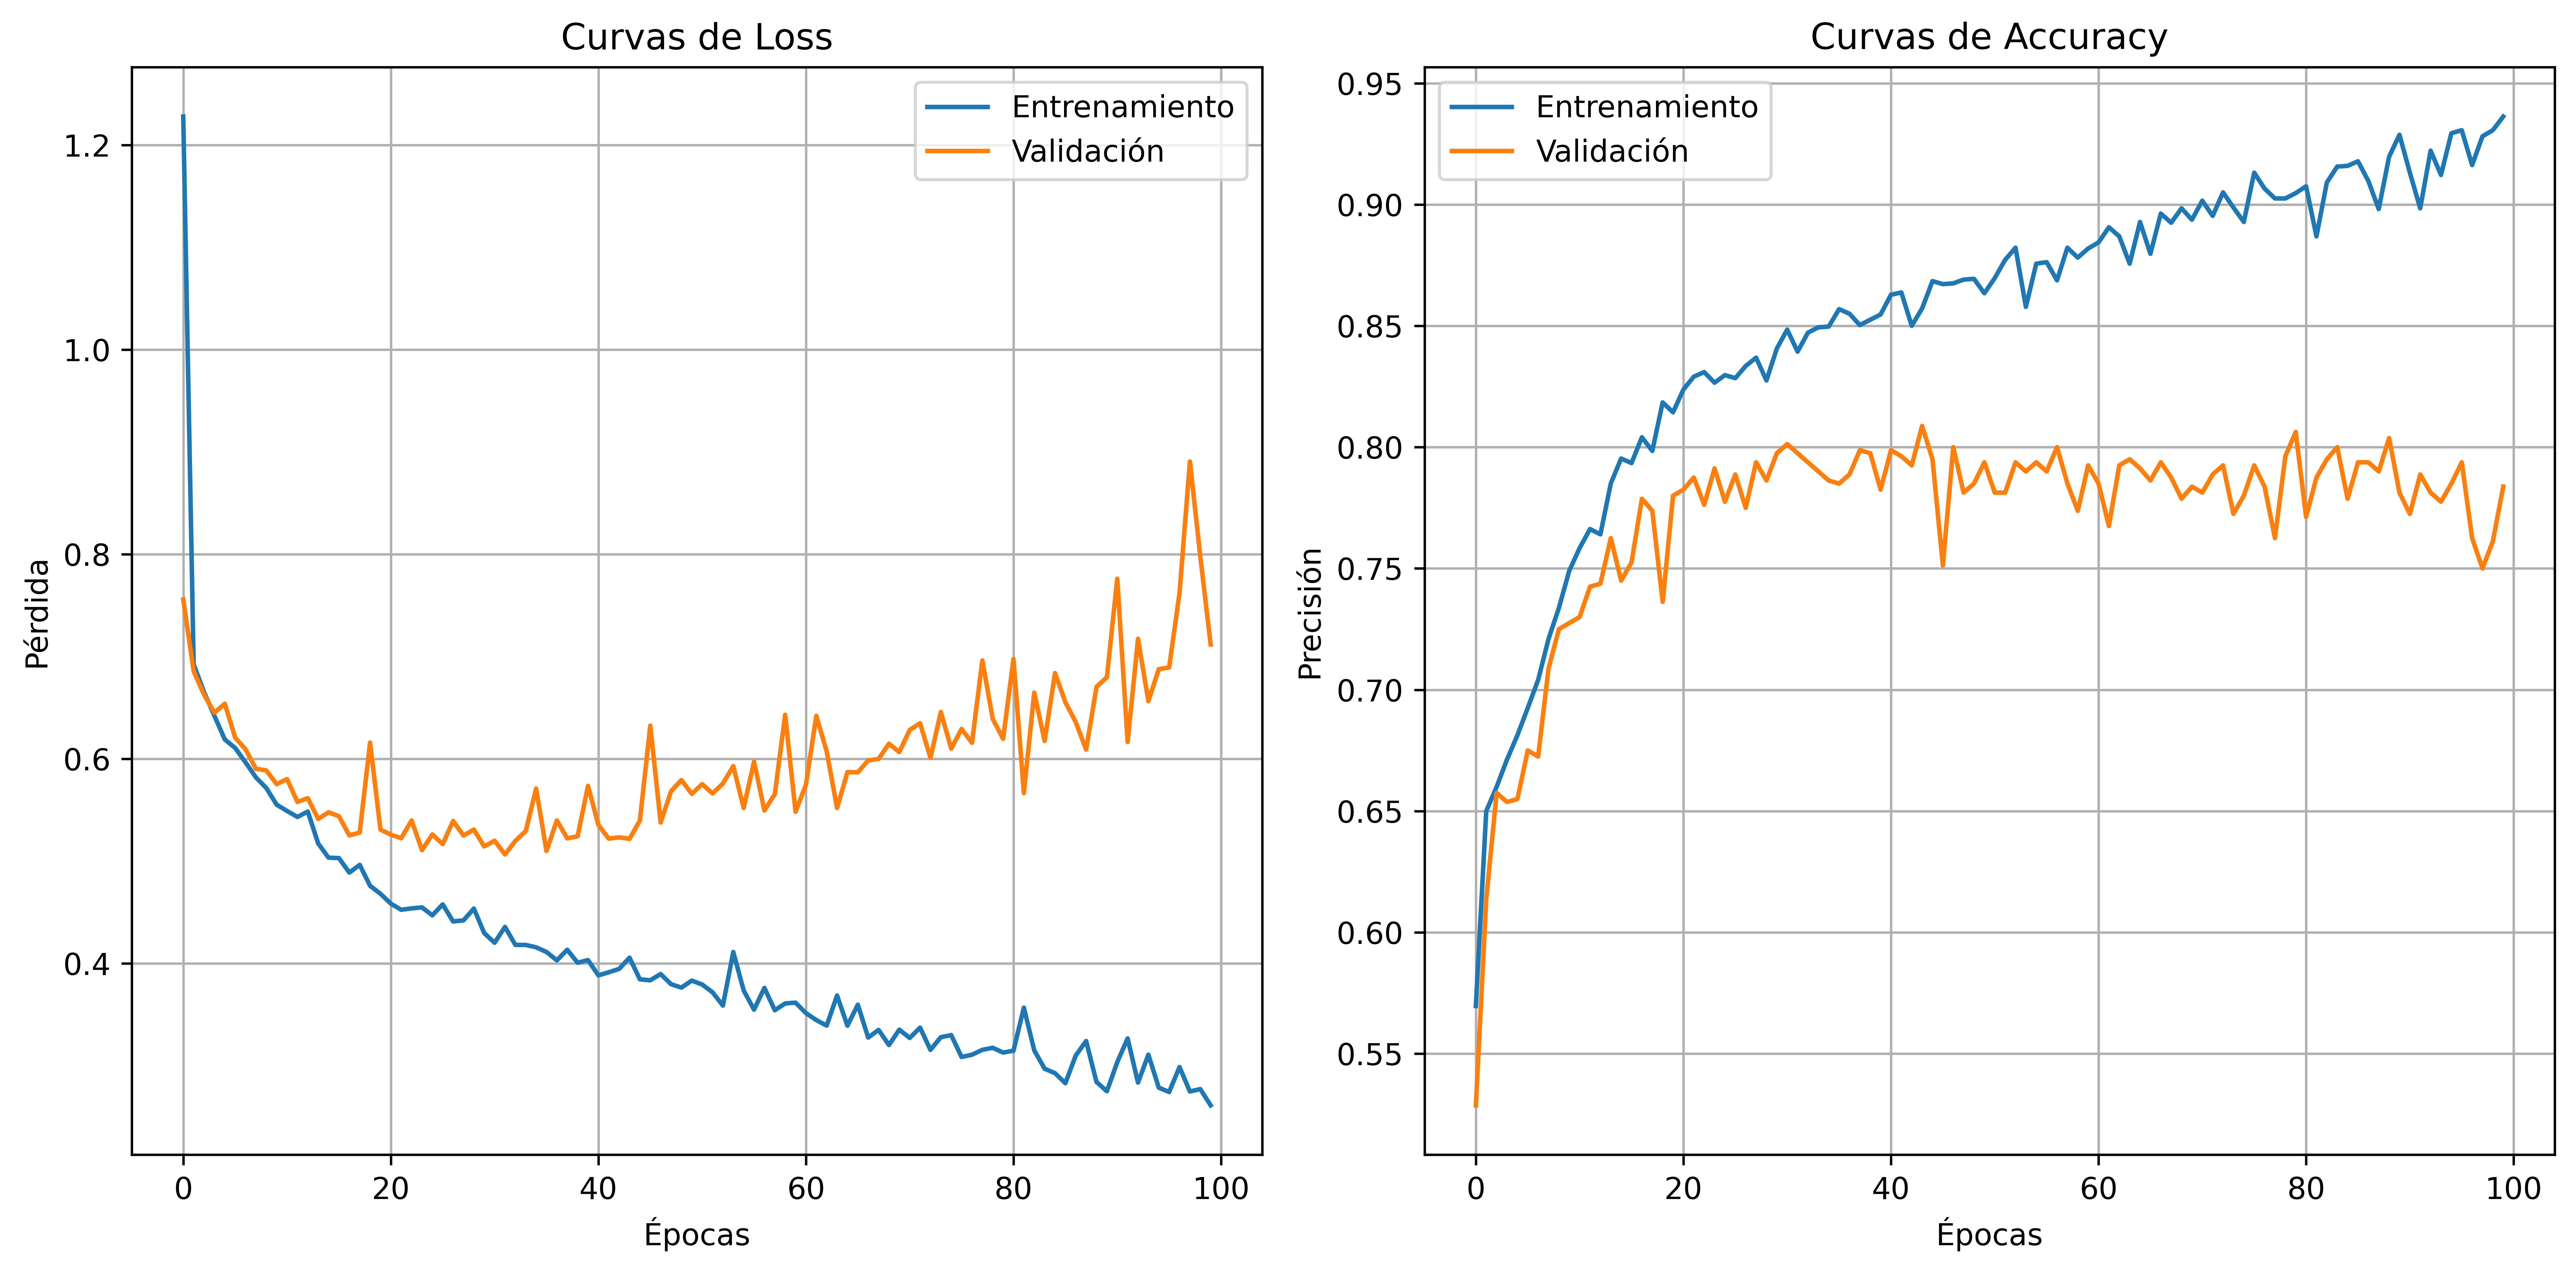 Curvas de Loss
Entrenamiento
Validación
1.2
1.0
0.8
0.6
0.4
Pérdida
0 20 40 60 80 100
Épocas
Curvas de Accuracy
Entrenamiento
Validación
0.95
0.90
0.85
0.80
0.75
0.70
0.65
0.60
0.55
Precisión
0 20 40 60 80 100
Épocas